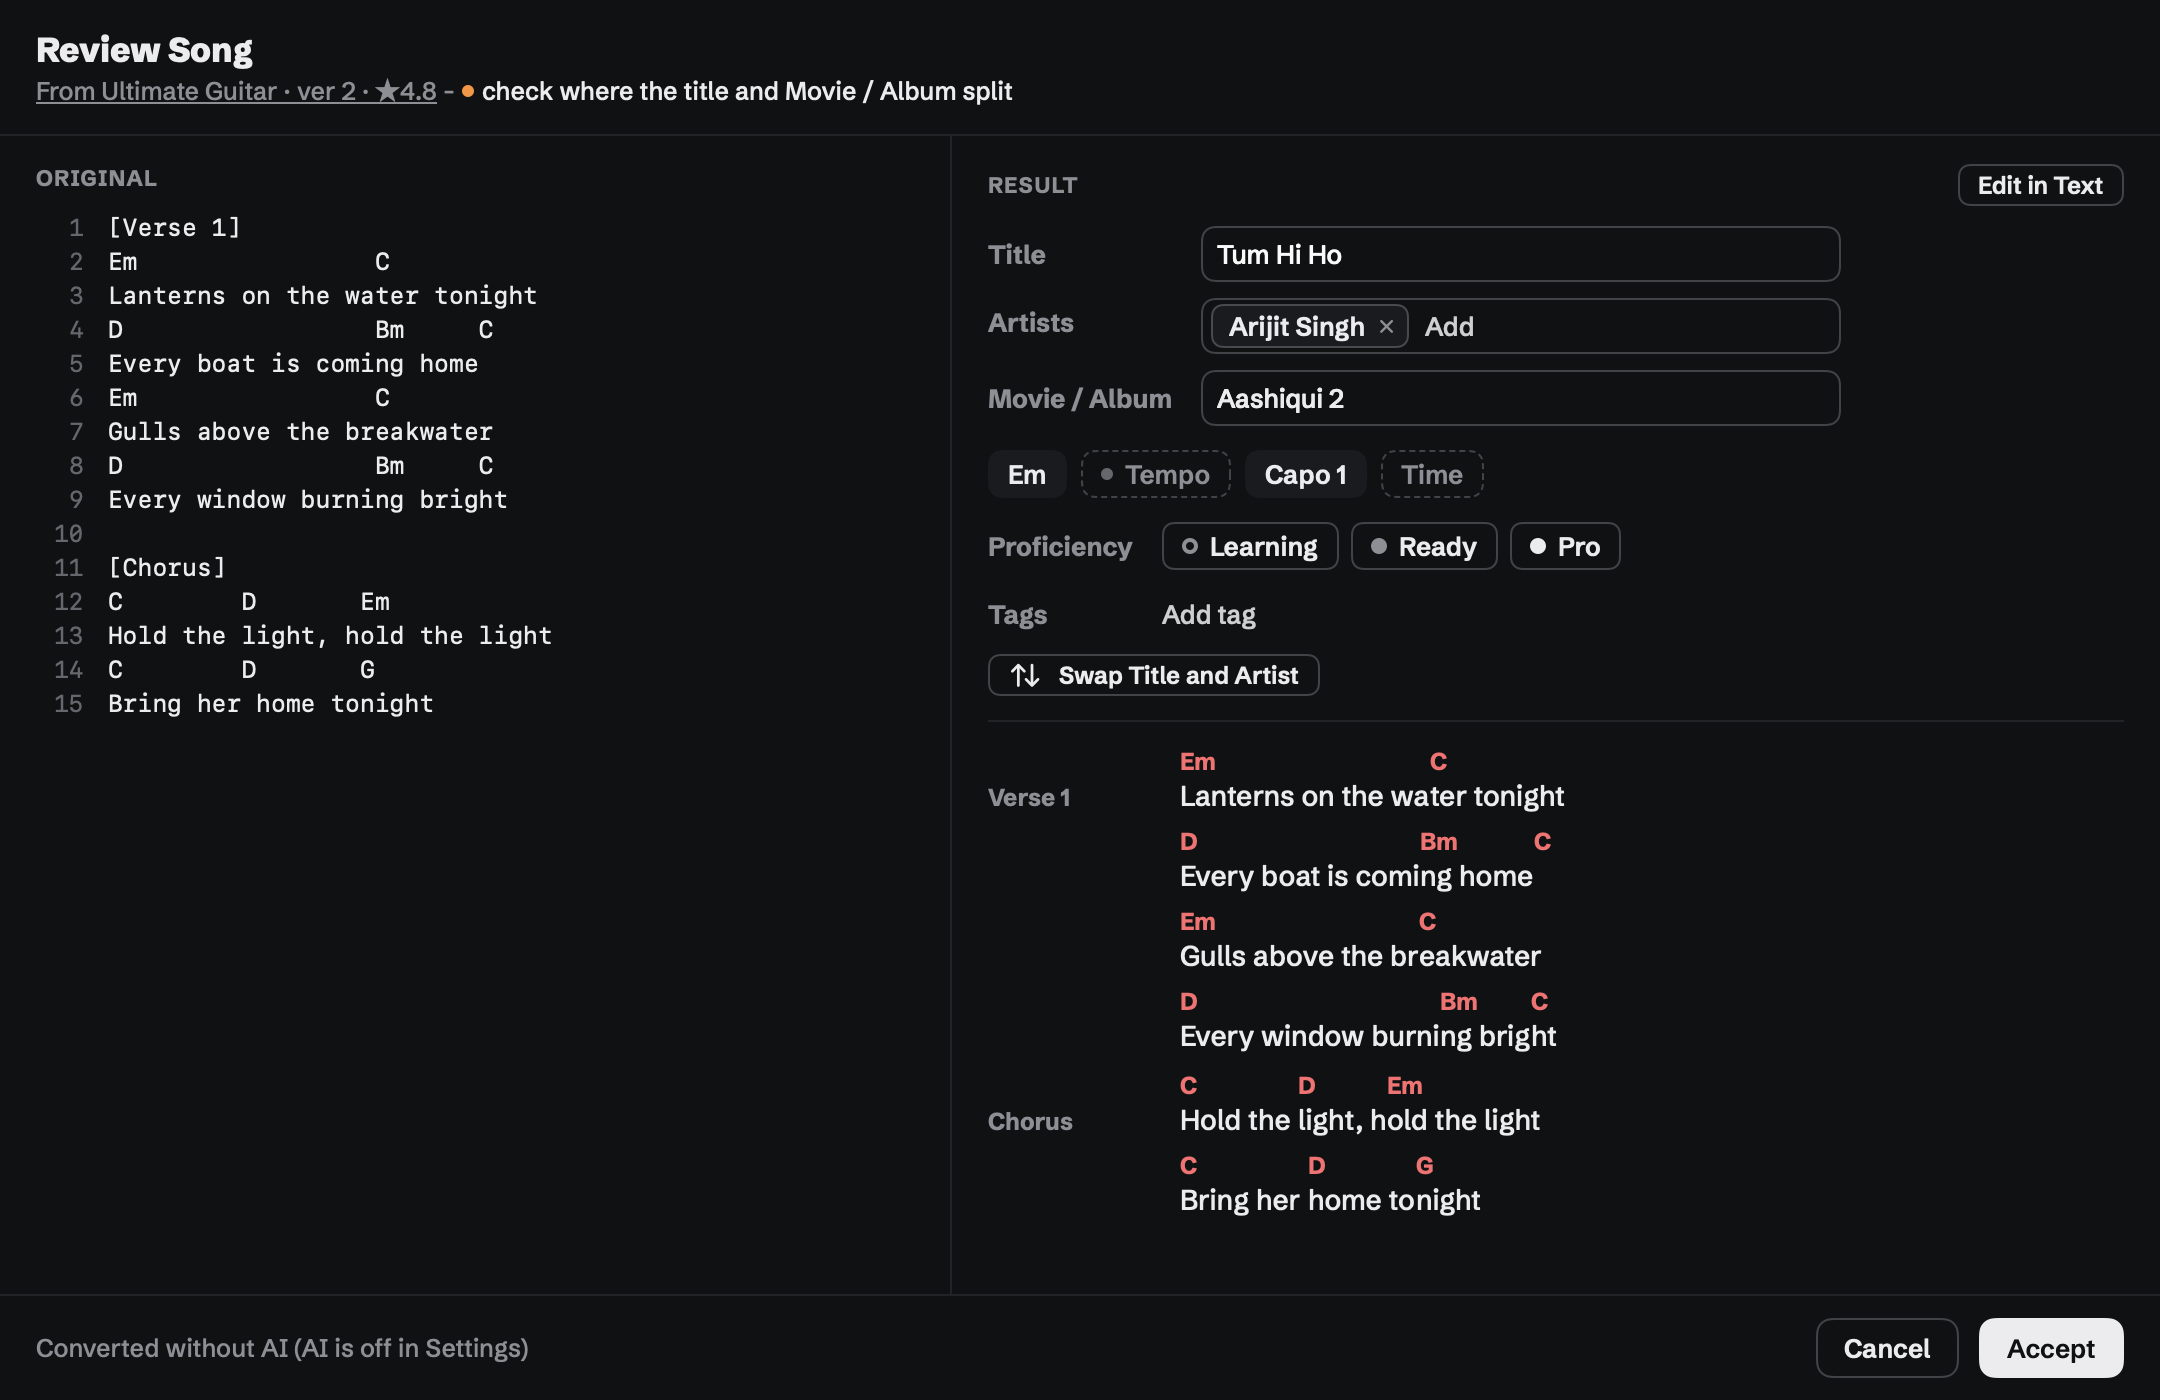 Review Song
From Ultimate Guitar · ver 2 · ★4.8 - • check where the title and Movie / Album split
ORIGINAL
1 [Verse 1]
2 Em                C
3 Lanterns on the water tonight
4 D                 Bm     C
5 Every boat is coming home
6 Em                C
7 Gulls above the breakwater
8 D                 Bm     C
9 Every window burning bright
10
11 [Chorus]
12 C        D       Em
13 Hold the light, hold the light
14 C        D       G
15 Bring her home tonight
RESULT
Edit in Text
Title Tum Hi Ho
Artists Arijit Singh × Add
Movie / Album Aashiqui 2
Em • Tempo Capo 1 Time
Proficiency Learning Ready Pro
Tags Add tag
↑↓ Swap Title and Artist
Em C
Verse 1 Lanterns on the water tonight
D Bm C
Every boat is coming home
Em C
Gulls above the breakwater
D Bm C
Every window burning bright
C D Em
Chorus Hold the light, hold the light
C D G
Bring her home tonight
Converted without AI (AI is off in Settings)
Cancel Accept